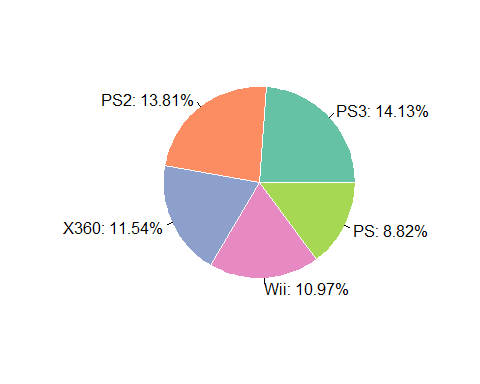 PS2: 13.81%
PS3: 14.13%
X360: 11.54%
PS: 8.82%
Wii: 10.97%